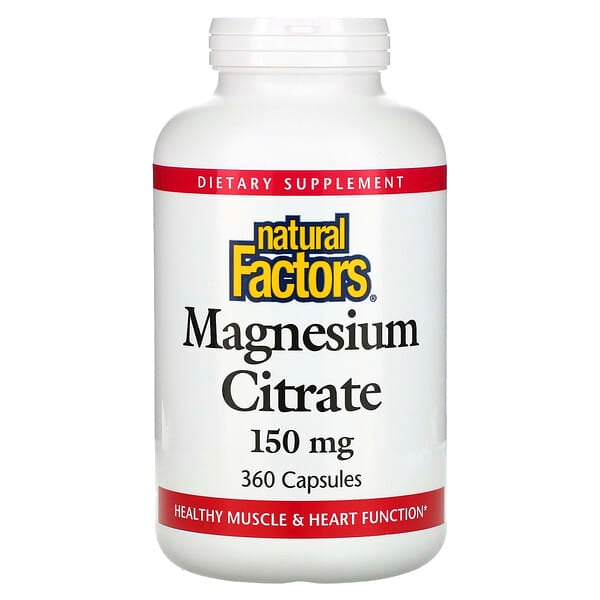 DIETARY SUPPLEMENT
natural
Factors®
Magnesium
Citrate
150 mg
360 Capsules
HEALTHY MUSCLE & HEART FUNCTION*